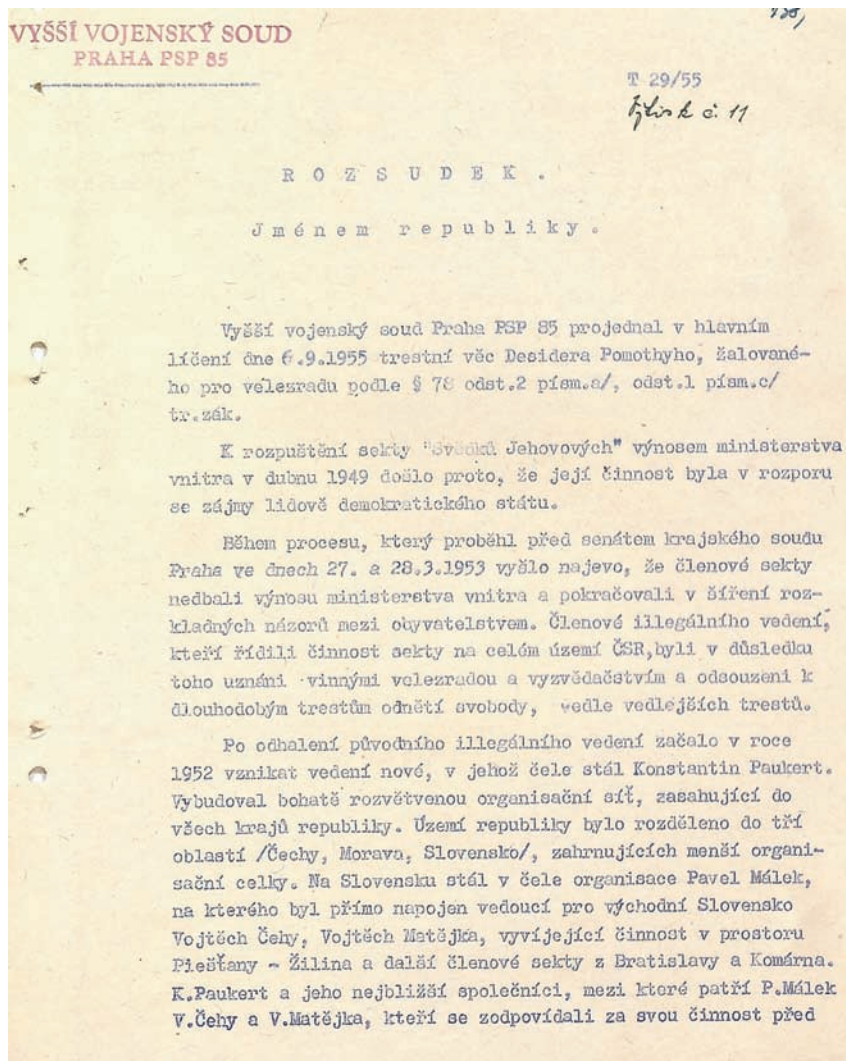 VYŠŠÍ VOJENSKÝ SOUD
PRAHA PSP 85
T 29/55
Výtisk č. 11
ROZSUDEK.
Jménem republiky.
Vyšší vojenský soud Praha PSP 85 projednal v hlavním
líčení dne 6.9.1955 trestní věc Desidera Pomothyho, žalované-
ho pro velezradu podle § 78 odst.2 písm.a/, odst.1 písm.c/
tr.zák.
K rozpuštění sekty "Svědků Jehovových" výnosem ministerstva
vnitra v dubnu 1949 došlo proto, že její činnost byla v rozporu
se zájmy lidově demokratického státu.
Během procesu, který proběhl před senátem krajského soudu
Praha ve dnech 27. a 28.3.1953 vyšlo najevo, že členové sekty
nedbali výnosu ministerstva vnitra a pokračovali v šíření roz-
kladných názorů mezi obyvatelstvem. Členové illegálního vedení,
kteří řídili činnost sekty na celém území ČSR,byli v důsledku
toho uznáni vinnými velezradou a vyzvědačstvím a odsouzeni k
dlouhodobým trestům odnětí svobody, vedle vedlejších trestů.
Po odhalení původního illegálního vedení začalo v roce
1952 vznikat vedení nové, v jehož čele stál Konstantin Paukert.
Vybudoval bohatě rozvětvenou organisační síť, zasahující do
všech krajů republiky. Území republiky bylo rozděleno do tří
oblastí /Čechy, Morava, Slovensko/, zahrnujících menší organi-
sační celky. Na Slovensku stál v čele organisace Pavel Málek,
na kterého byl přímo napojen vedoucí pro východní Slovensko
Vojtěch Čehy, Vojtěch Matějka, vyvíjející činnost v prostoru
Piešťany - Žilina a další členové sekty z Bratislavy a Komárna.
K.Paukert a jeho nejbližší společníci, mezi které patří P.Málek
V.Čehy a V.Matějka, kteří se zodpovídali za svou činnost před